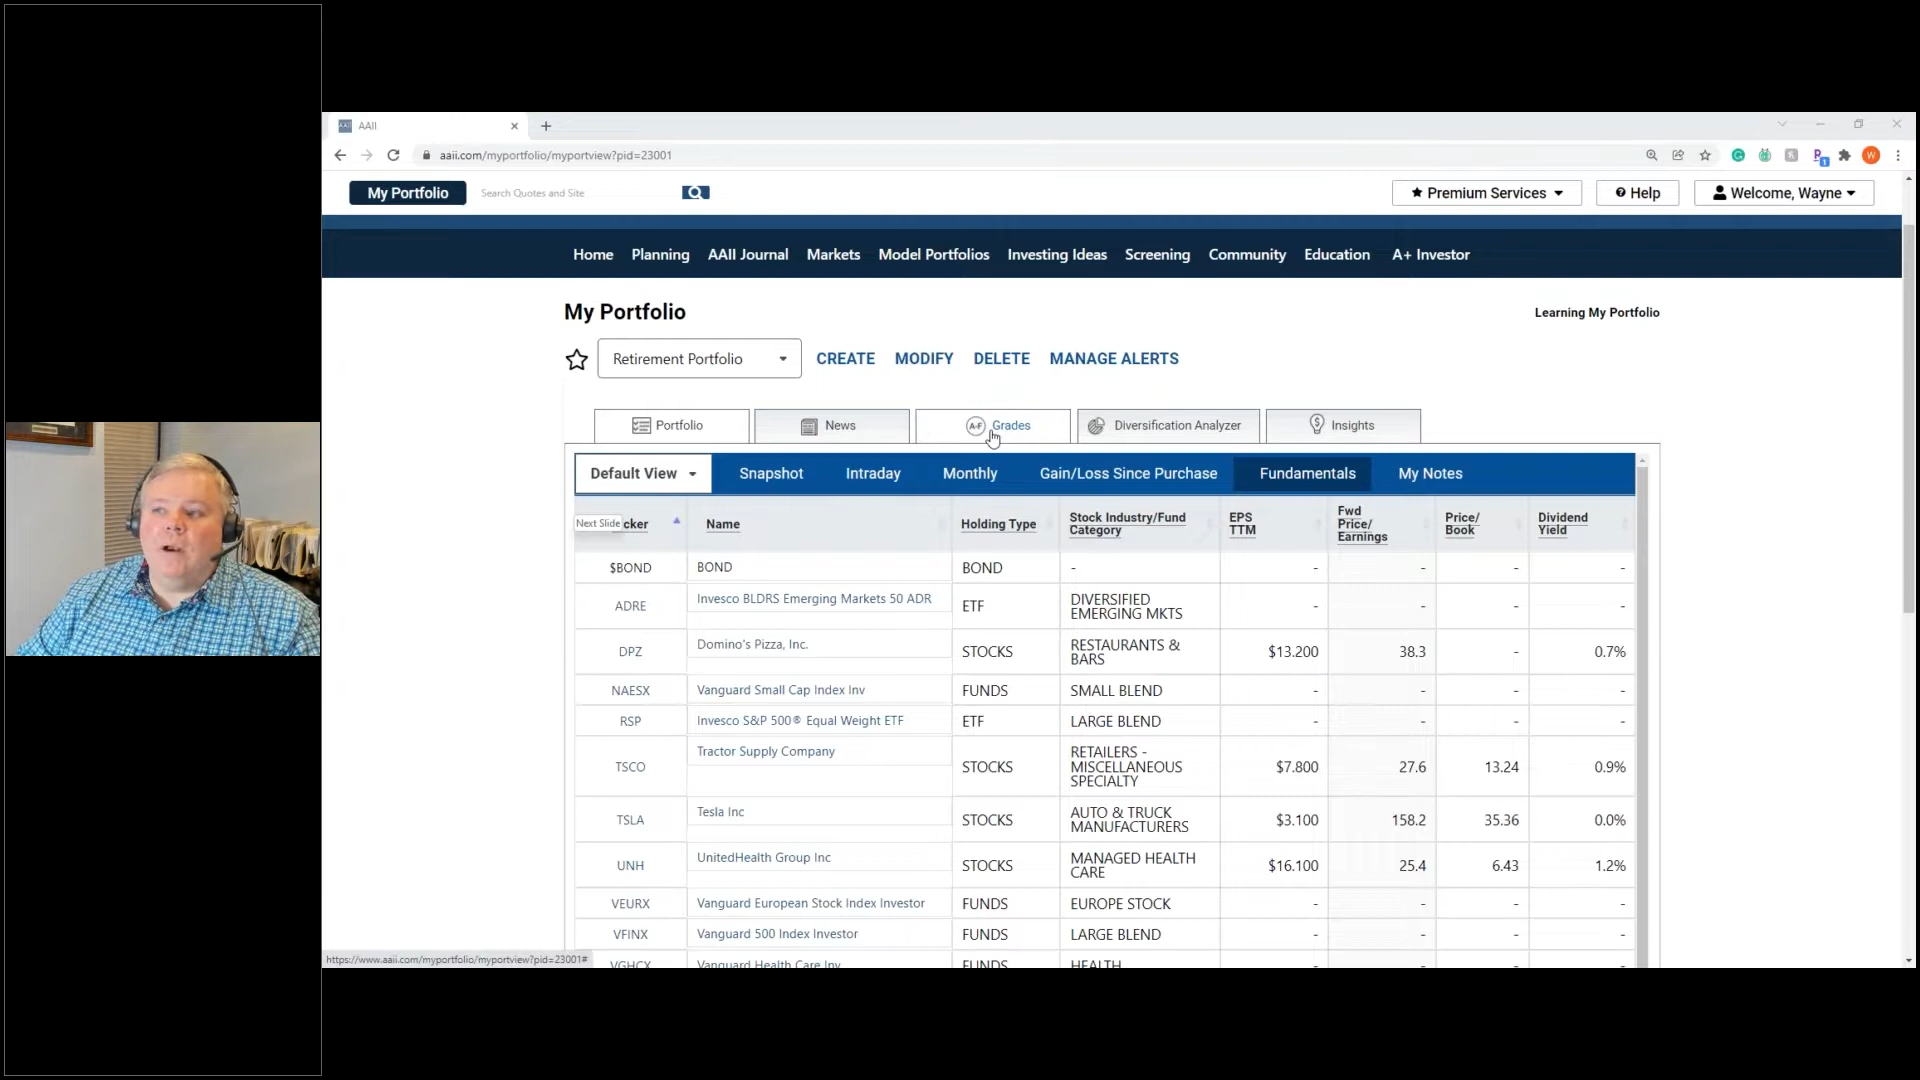 AAII
aaii.com/myportfolio/myportview?pid=23001
My Portfolio
Search Quotes and Site
Premium Services
Help
Welcome, Wayne
Home Planning AAII Journal Markets Model Portfolios Investing Ideas Screening Community Education A+ Investor
My Portfolio
Learning My Portfolio
Retirement Portfolio
CREATE MODIFY DELETE MANAGE ALERTS
Portfolio News A-F Grades Diversification Analyzer Insights
Default View Snapshot Intraday Monthly Gain/Loss Since Purchase Fundamentals My Notes
Next Slide cker Name Holding Type Stock Industry/Fund Category EPS TTM Fwd Price/ Earnings Price/ Book Dividend Yield
$BOND BOND BOND - - - - -
ADRE Invesco BLDRS Emerging Markets 50 ADR ETF DIVERSIFIED EMERGING MKTS - - - -
DPZ Domino's Pizza, Inc. STOCKS RESTAURANTS & BARS $13.200 38.3 - 0.7%
NAESX Vanguard Small Cap Index Inv FUNDS SMALL BLEND - - - -
RSP Invesco S&P 500® Equal Weight ETF ETF LARGE BLEND - - - -
TSCO Tractor Supply Company STOCKS RETAILERS - MISCELLANEOUS SPECIALTY $7.800 27.6 13.24 0.9%
TSLA Tesla Inc STOCKS AUTO & TRUCK MANUFACTURERS $3.100 158.2 35.36 0.0%
UNH UnitedHealth Group Inc STOCKS MANAGED HEALTH CARE $16.100 25.4 6.43 1.2%
VEURX Vanguard European Stock Index Investor FUNDS EUROPE STOCK - - - -
VFINX Vanguard 500 Index Investor FUNDS LARGE BLEND - - - -
VGHCX Vanguard Health Care Inv FUNDS HEALTH - - - -
https://www.aaii.com/myportfolio/myportview?pid=23001#